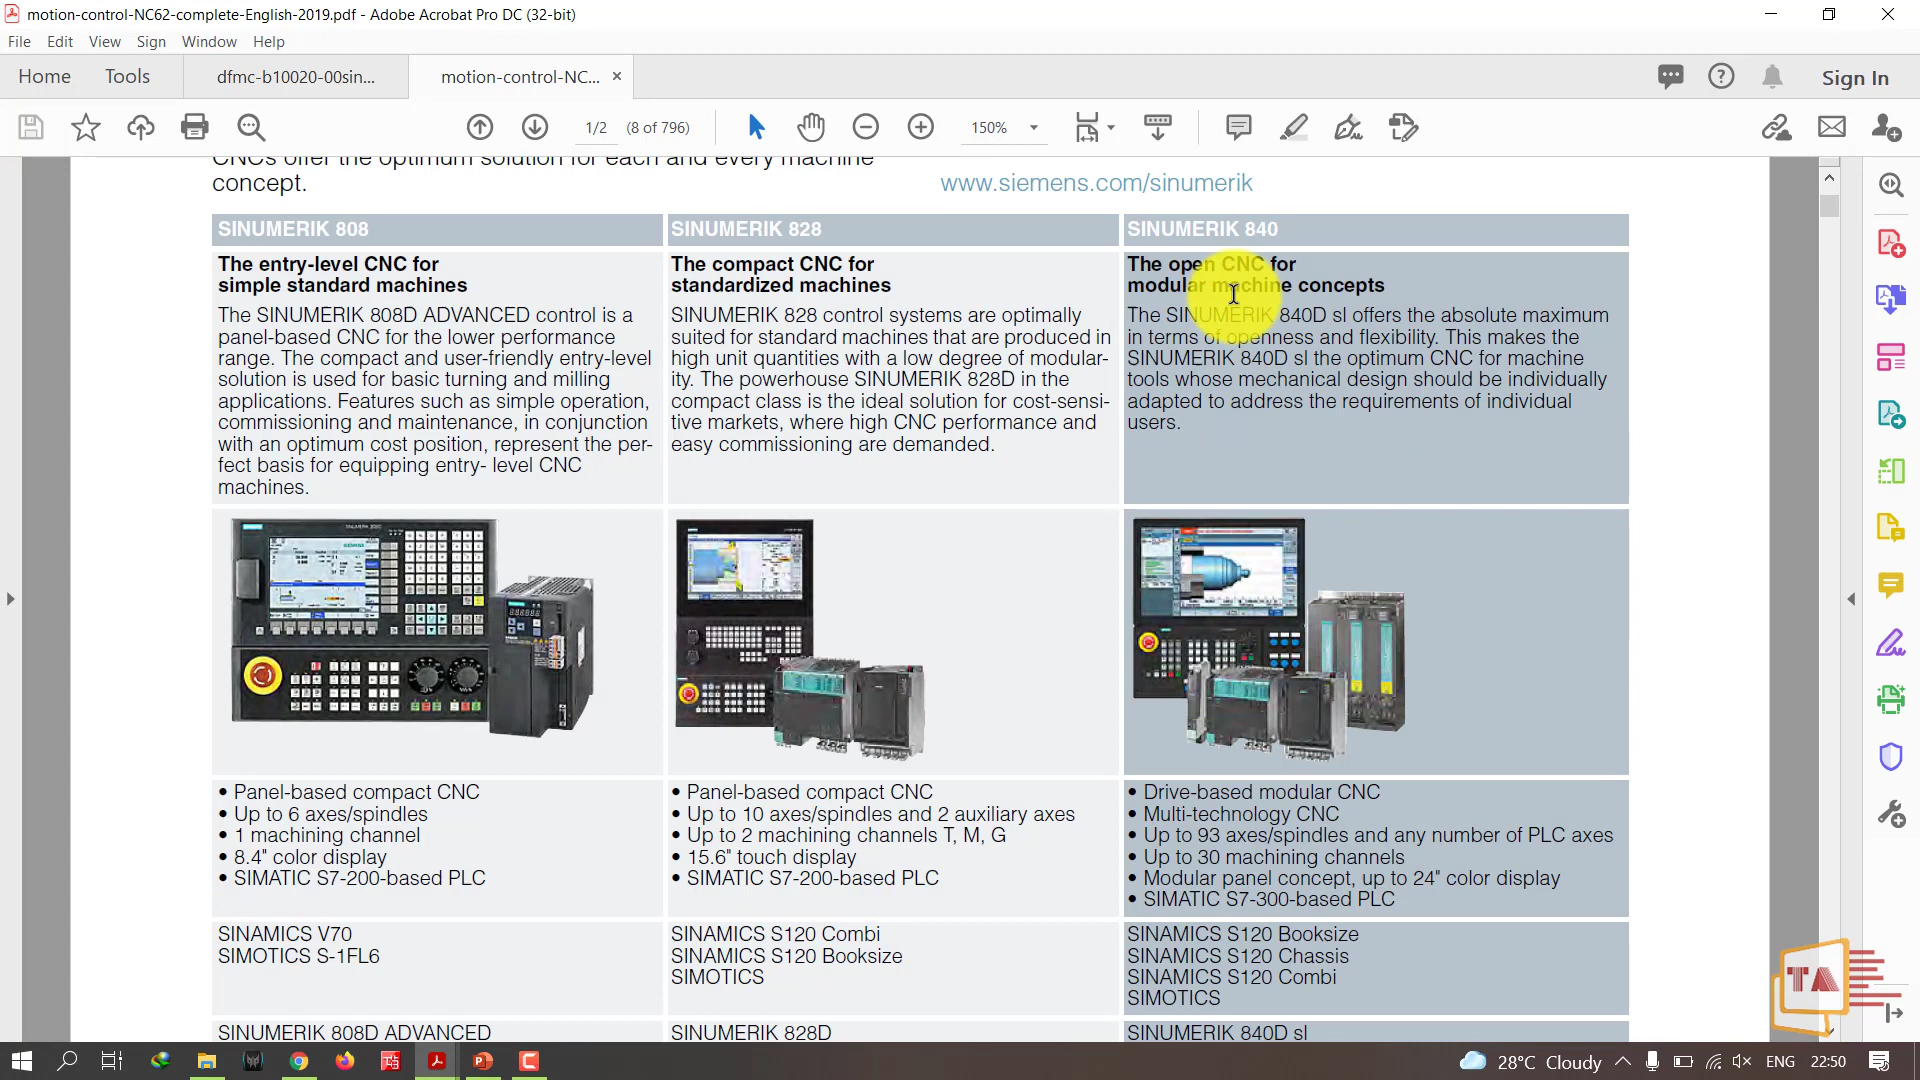 motion-control-NC62-complete-English-2019.pdf - Adobe Acrobat Pro DC (32-bit)
File Edit View Sign Window Help
Home Tools dfmc-b10020-00sin... motion-control-NC... Sign In
1/2 (8 of 796) 150%
CNCs offer the optimum solution for each and every machine
concept.
www.siemens.com/sinumerik
SINUMERIK 808
The entry-level CNC for
simple standard machines
The SINUMERIK 808D ADVANCED control is a
panel-based CNC for the lower performance
range. The compact and user-friendly entry-level
solution is used for basic turning and milling
applications. Features such as simple operation,
commissioning and maintenance, in conjunction
with an optimum cost position, represent the per-
fect basis for equipping entry- level CNC
machines.
• Panel-based compact CNC
• Up to 6 axes/spindles
• 1 machining channel
• 8.4" color display
• SIMATIC S7-200-based PLC
SINAMICS V70
SIMOTICS S-1FL6
SINUMERIK 808D ADVANCED
SINUMERIK 828
The compact CNC for
standardized machines
SINUMERIK 828 control systems are optimally
suited for standard machines that are produced in
high unit quantities with a low degree of modular-
ity. The powerhouse SINUMERIK 828D in the
compact class is the ideal solution for cost-sensi-
tive markets, where high CNC performance and
easy commissioning are demanded.
• Panel-based compact CNC
• Up to 10 axes/spindles and 2 auxiliary axes
• Up to 2 machining channels T, M, G
• 15.6" touch display
• SIMATIC S7-200-based PLC
SINAMICS S120 Combi
SINAMICS S120 Booksize
SIMOTICS
SINUMERIK 828D
SINUMERIK 840
The open CNC for
modular machine concepts
The SINUMERIK 840D sl offers the absolute maximum
in terms of openness and flexibility. This makes the
SINUMERIK 840D sl the optimum CNC for machine
tools whose mechanical design should be individually
adapted to address the requirements of individual
users.
• Drive-based modular CNC
• Multi-technology CNC
• Up to 93 axes/spindles and any number of PLC axes
• Up to 30 machining channels
• Modular panel concept, up to 24" color display
• SIMATIC S7-300-based PLC
SINAMICS S120 Booksize
SINAMICS S120 Chassis
SINAMICS S120 Combi
SIMOTICS
SINUMERIK 840D sl
TA
28°C Cloudy ENG 22:50